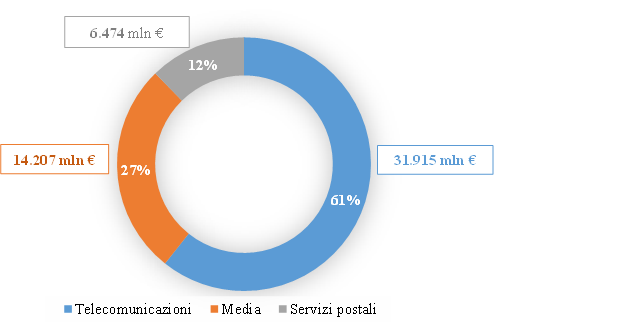 6.474 mln €
12%
14.207 mln €
27%
31.915 mln €
61%
Telecomunicazioni Media Servizi postali